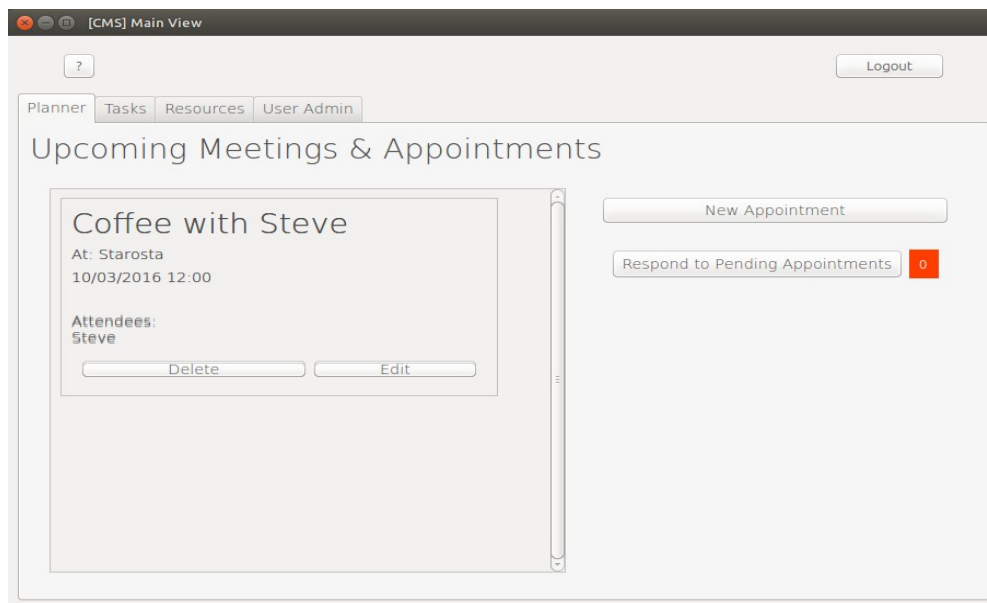 [CMS] Main View
?
Logout
Planner Tasks Resources User Admin
Upcoming Meetings & Appointments
Coffee with Steve
At: Starosta
10/03/2016 12:00
Attendees:
Steve
Delete Edit
New Appointment
Respond to Pending Appointments 0